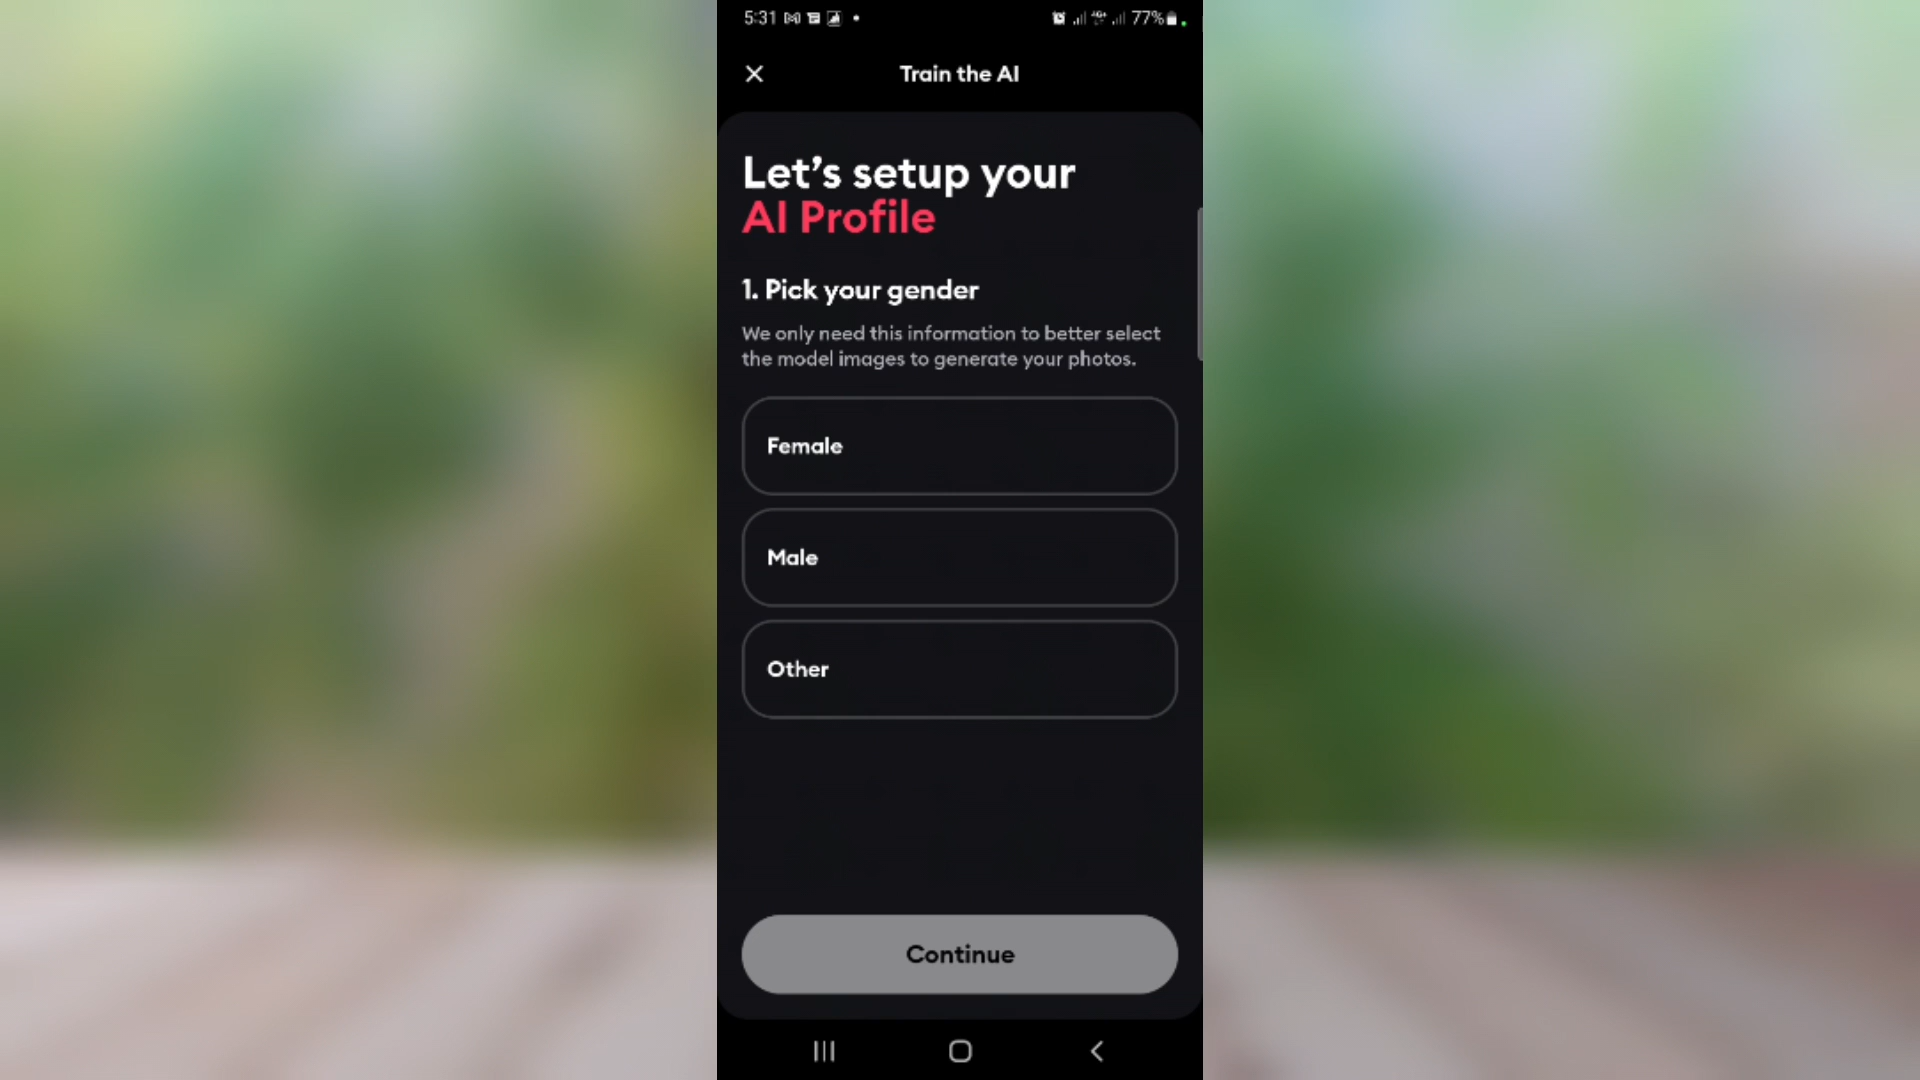 5:31 77%
Train the AI
Let's setup your
AI Profile
1. Pick your gender
We only need this information to better select
the model images to generate your photos.
Female
Male
Other
Continue